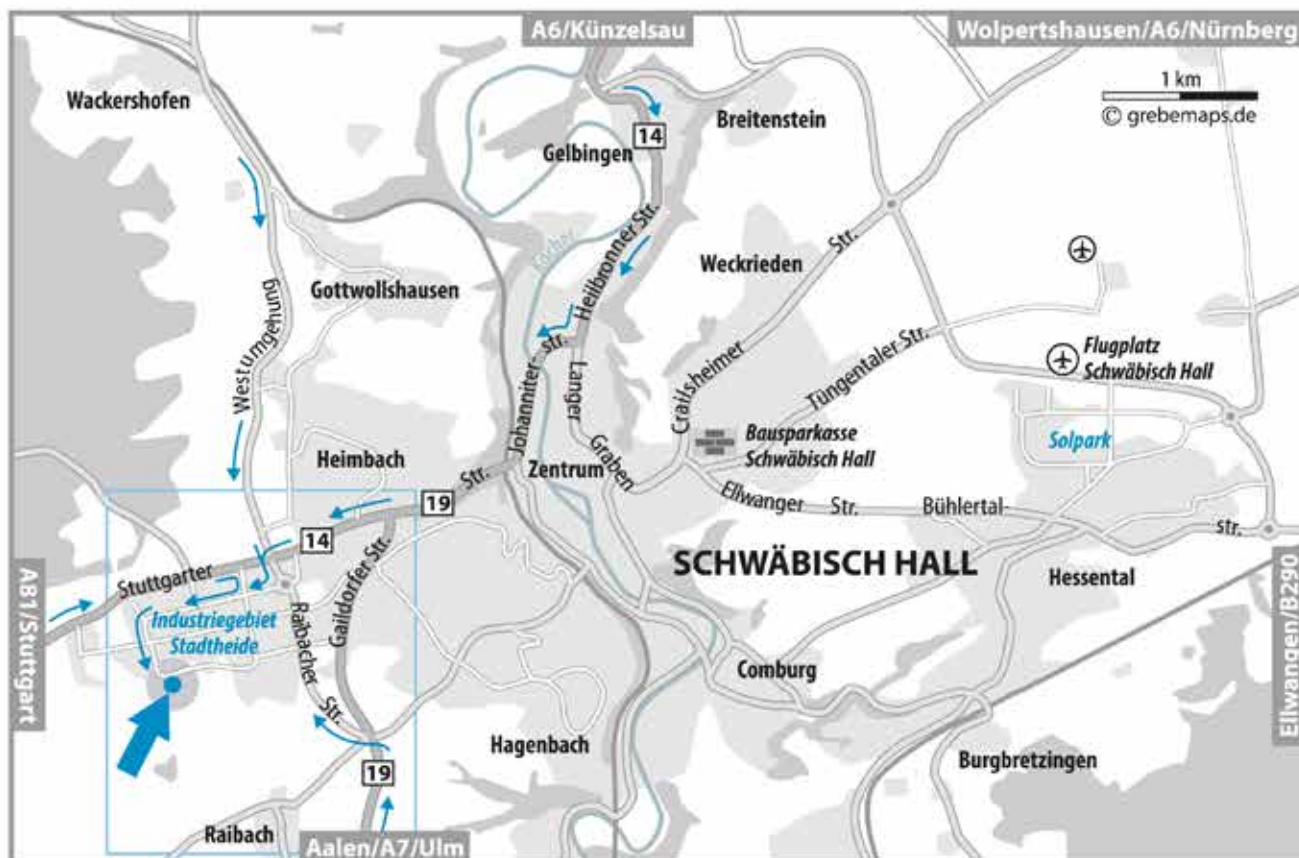 A6/Künzelsau
Wolpertshausen/A6/Nürnberg
1 km
© grebemaps.de
Wackershofen
Breitenstein
14
Gelbingen
Heilbronner Str.
Kocher
Weckrieden
Crailsheimer Str.
Gottwollshausen
Westumgehung
Johanniter-
str.
Langer
Graben
Tüngentaler Str.
Flugplatz
Schwäbisch Hall
Bausparkasse
Schwäbisch Hall
Solpark
Heimbach
Zentrum
Str.
19
14
Ellwanger Str.
Bühlertal-
str.
SCHWÄBISCH HALL
Hessental
Stuttgarter
Gaildorfer Str.
Industriegebiet
Stadtheide
Raibacher
Str.
A81/Stuttgart
Ellwangen/B290
Comburg
Hagenbach
Burgbretzingen
19
Raibach
Aalen/A7/Ulm